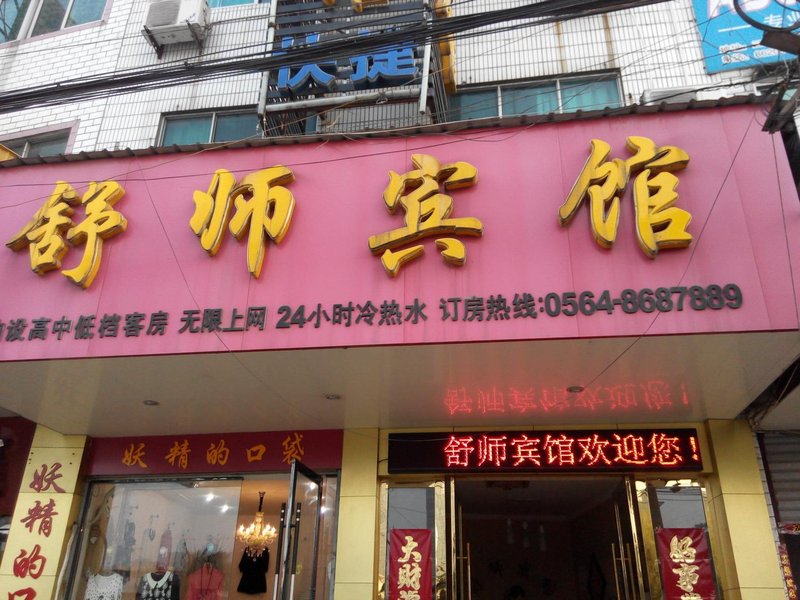 快捷
舒师宾馆
设高中低档客房 无限上网 24小时冷热水 订房热线:0564-8687889
舒师宾馆欢迎您!
妖精的口袋
妖精的口
大财